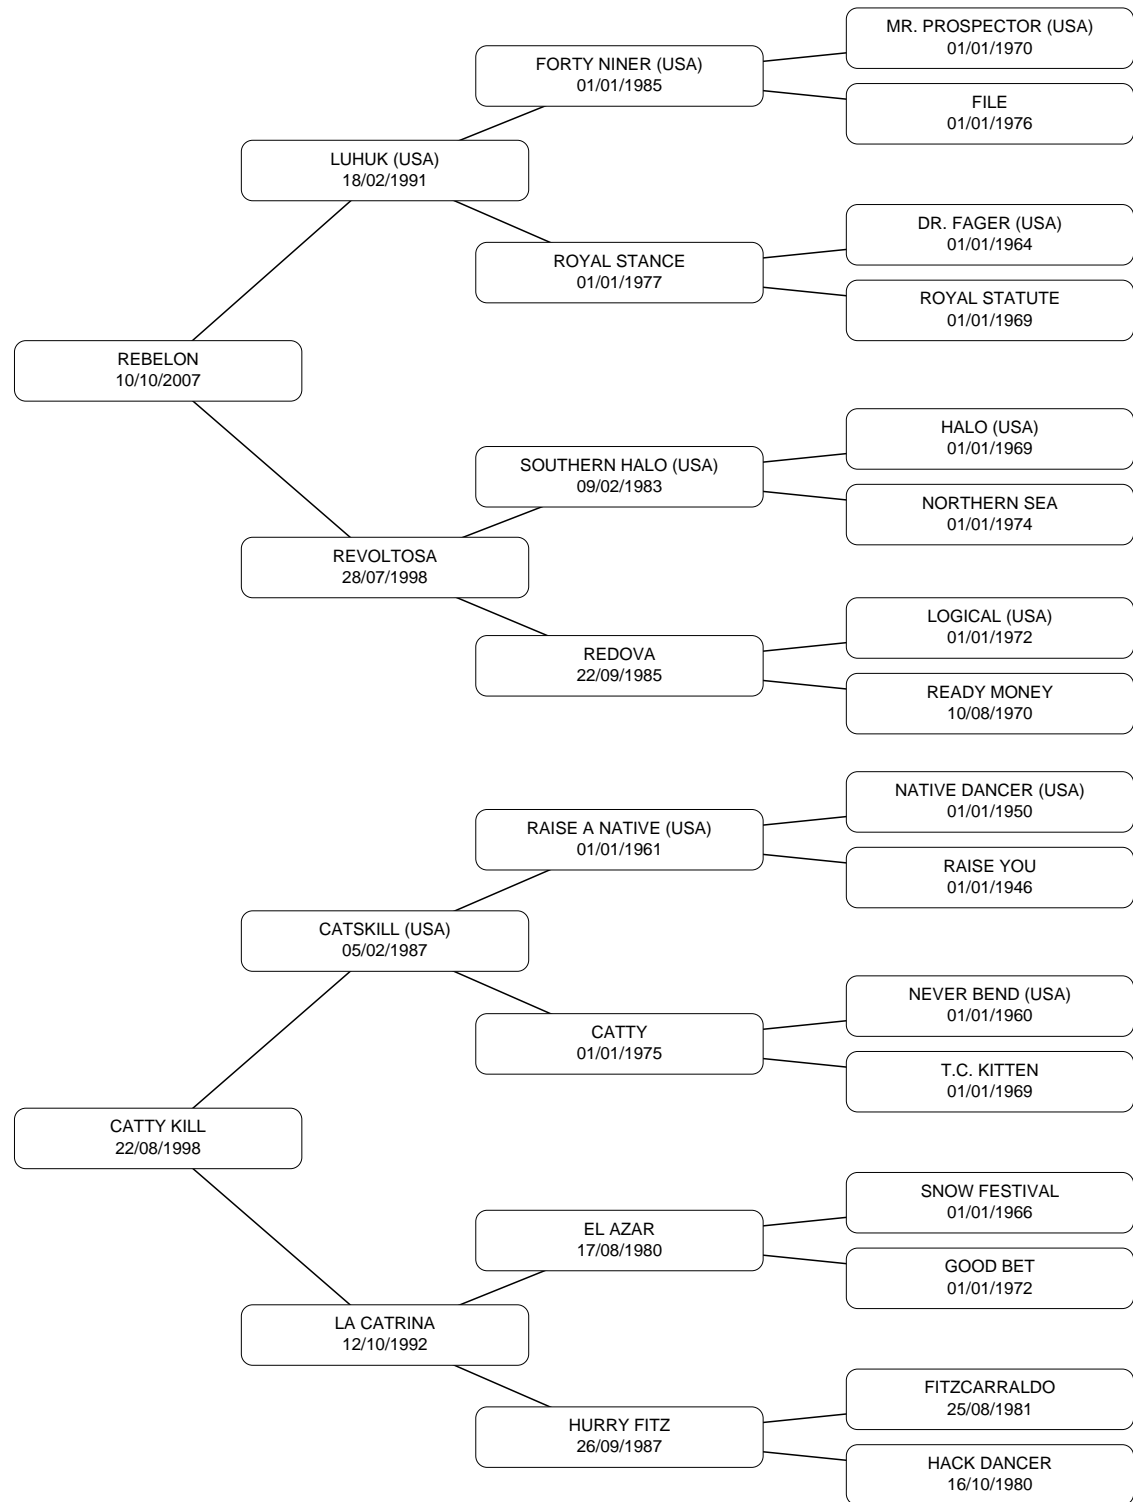 MR. PROSPECTOR (USA)
01/01/1970
FORTY NINER (USA)
01/01/1985
FILE
01/01/1976
LUHUK (USA)
18/02/1991
DR. FAGER (USA)
01/01/1964
ROYAL STANCE
01/01/1977
ROYAL STATUTE
01/01/1969
REBELON
10/10/2007
HALO (USA)
01/01/1969
SOUTHERN HALO (USA)
09/02/1983
NORTHERN SEA
01/01/1974
REVOLTOSA
28/07/1998
LOGICAL (USA)
01/01/1972
REDOVA
22/09/1985
READY MONEY
10/08/1970
NATIVE DANCER (USA)
01/01/1950
RAISE A NATIVE (USA)
01/01/1961
RAISE YOU
01/01/1946
CATSKILL (USA)
05/02/1987
NEVER BEND (USA)
01/01/1960
CATTY
01/01/1975
T.C. KITTEN
01/01/1969
CATTY KILL
22/08/1998
SNOW FESTIVAL
01/01/1966
EL AZAR
17/08/1980
GOOD BET
01/01/1972
LA CATRINA
12/10/1992
FITZCARRALDO
25/08/1981
HURRY FITZ
26/09/1987
HACK DANCER
16/10/1980